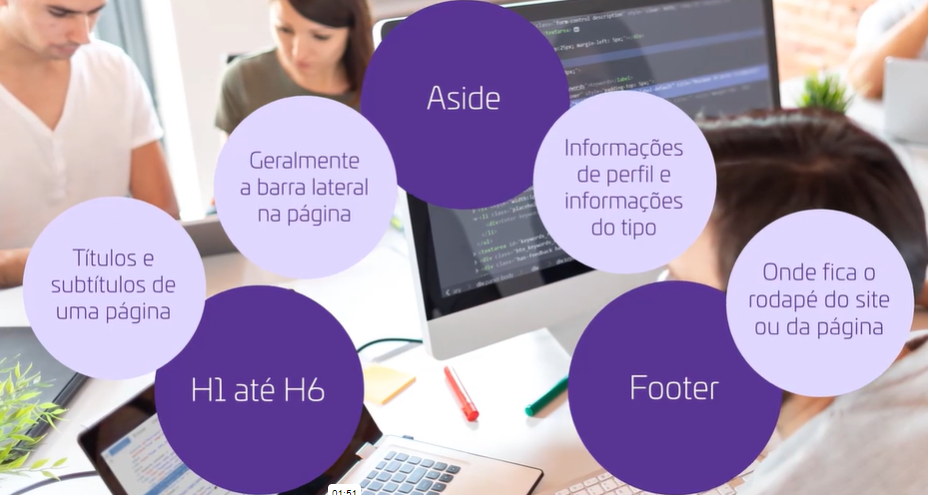 Aside
Geralmente
a barra lateral
na página
Informações
de perfil e
informações
do tipo
Títulos e
subtítulos de
uma página
Onde fica o
rodapé do site
ou da página
H1 até H6
Footer
01:51